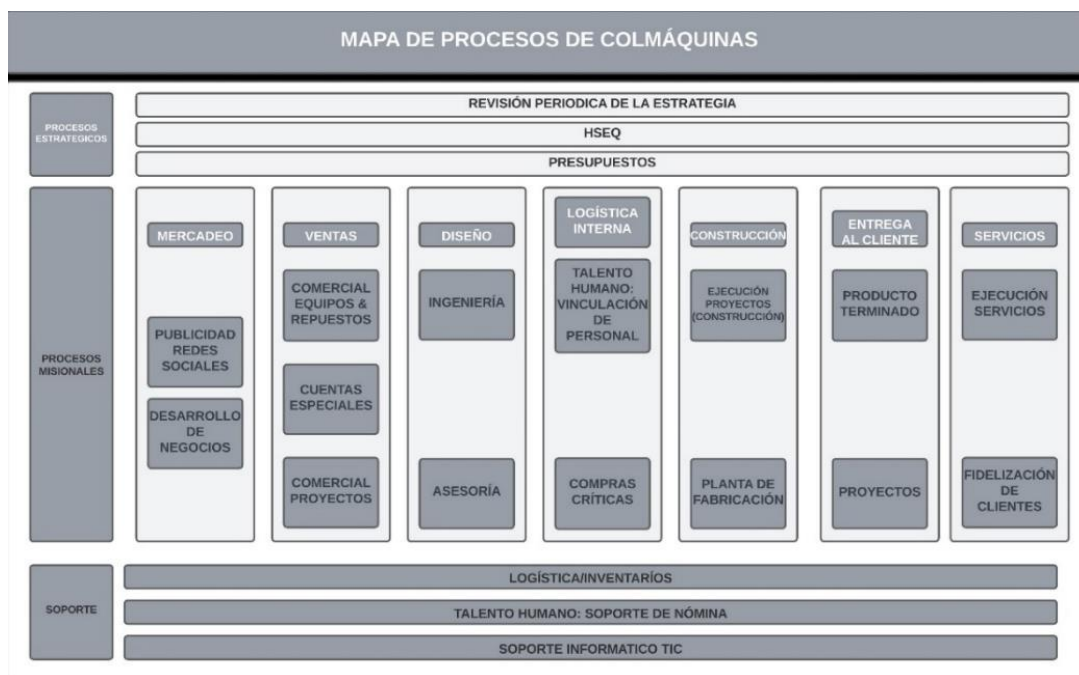 MAPA DE PROCESOS DE COLMÁQUINAS
PROCESOS
ESTRATEGICOS
REVISIÓN PERIODICA DE LA ESTRATEGIA
HSEQ
PRESUPUESTOS
PROCESOS
MISIONALES
MERCADEO
PUBLICIDAD
REDES
SOCIALES
DESARROLLO
DE
NEGOCIOS
VENTAS
COMERCIAL
EQUIPOS &
REPUESTOS
CUENTAS
ESPECIALES
COMERCIAL
PROYECTOS
DISEÑO
INGENIERÍA
ASESORÍA
LOGÍSTICA
INTERNA
TALENTO
HUMANO:
VINCULACIÓN
DE
PERSONAL
COMPRAS
CRÍTICAS
CONSTRUCCIÓN
EJECUCIÓN
PROYECTOS
(CONSTRUCCIÓN)
PLANTA DE
FABRICACIÓN
ENTREGA
AL CLIENTE
PRODUCTO
TERMINADO
PROYECTOS
SERVICIOS
EJECUCIÓN
SERVICIOS
FIDELIZACIÓN
DE
CLIENTES
SOPORTE
LOGÍSTICA/INVENTARÍOS
TALENTO HUMANO: SOPORTE DE NÓMINA
SOPORTE INFORMATICO TIC